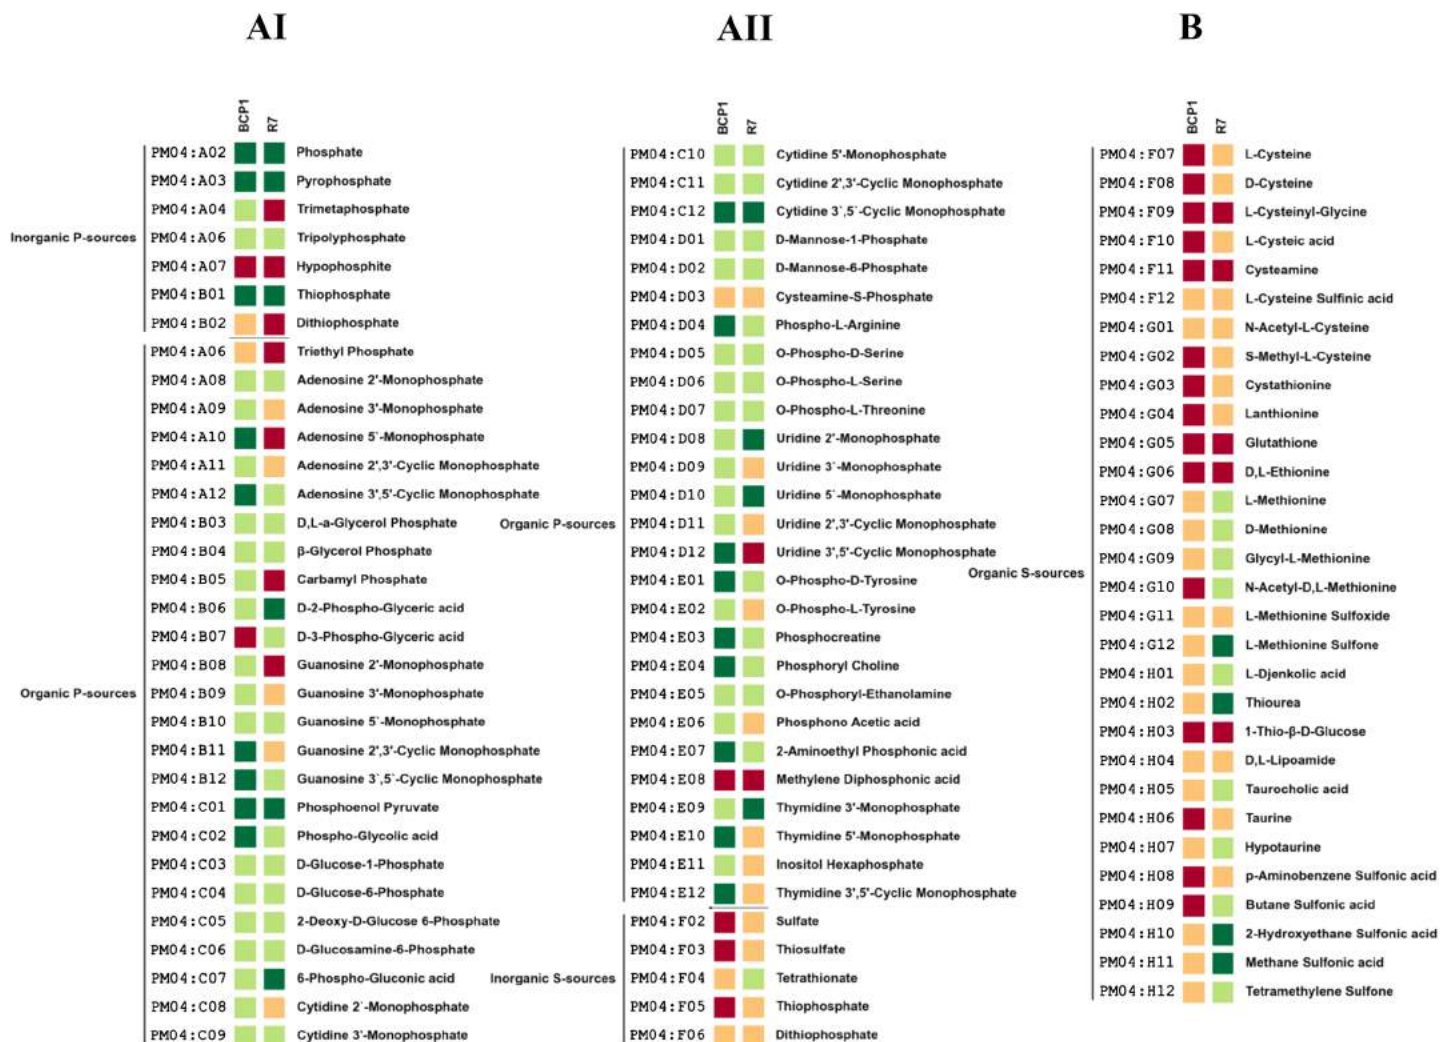 AI
BCP1 R7
Inorganic P-sources
PM04:A02 Phosphate
PM04:A03 Pyrophosphate
PM04:A04 Trimetaphosphate
PM04:A06 Tripolyphosphate
PM04:A07 Hypophosphite
PM04:B01 Thiophosphate
PM04:B02 Dithiophosphate
Organic P-sources
PM04:A06 Triethyl Phosphate
PM04:A08 Adenosine 2'-Monophosphate
PM04:A09 Adenosine 3'-Monophosphate
PM04:A10 Adenosine 5`-Monophosphate
PM04:A11 Adenosine 2',3'-Cyclic Monophosphate
PM04:A12 Adenosine 3',5'-Cyclic Monophosphate
PM04:B03 D,L-a-Glycerol Phosphate
PM04:B04 β-Glycerol Phosphate
PM04:B05 Carbamyl Phosphate
PM04:B06 D-2-Phospho-Glyceric acid
PM04:B07 D-3-Phospho-Glyceric acid
PM04:B08 Guanosine 2'-Monophosphate
PM04:B09 Guanosine 3'-Monophosphate
PM04:B10 Guanosine 5`-Monophosphate
PM04:B11 Guanosine 2',3'-Cyclic Monophosphate
PM04:B12 Guanosine 3`,5`-Cyclic Monophosphate
PM04:C01 Phosphoenol Pyruvate
PM04:C02 Phospho-Glycolic acid
PM04:C03 D-Glucose-1-Phosphate
PM04:C04 D-Glucose-6-Phosphate
PM04:C05 2-Deoxy-D-Glucose 6-Phosphate
PM04:C06 D-Glucosamine-6-Phosphate
PM04:C07 6-Phospho-Gluconic acid
PM04:C08 Cytidine 2`-Monophosphate
PM04:C09 Cytidine 3'-Monophosphate
AII
BCP1 R7
Organic P-sources
PM04:C10 Cytidine 5'-Monophosphate
PM04:C11 Cytidine 2',3'-Cyclic Monophosphate
PM04:C12 Cytidine 3`,5`-Cyclic Monophosphate
PM04:D01 D-Mannose-1-Phosphate
PM04:D02 D-Mannose-6-Phosphate
PM04:D03 Cysteamine-S-Phosphate
PM04:D04 Phospho-L-Arginine
PM04:D05 O-Phospho-D-Serine
PM04:D06 O-Phospho-L-Serine
PM04:D07 O-Phospho-L-Threonine
PM04:D08 Uridine 2'-Monophosphate
PM04:D09 Uridine 3`-Monophosphate
PM04:D10 Uridine 5`-Monophosphate
PM04:D11 Uridine 2',3'-Cyclic Monophosphate
PM04:D12 Uridine 3',5'-Cyclic Monophosphate
PM04:E01 O-Phospho-D-Tyrosine
PM04:E02 O-Phospho-L-Tyrosine
PM04:E03 Phosphocreatine
PM04:E04 Phosphoryl Choline
PM04:E05 O-Phosphoryl-Ethanolamine
PM04:E06 Phosphono Acetic acid
PM04:E07 2-Aminoethyl Phosphonic acid
PM04:E08 Methylene Diphosphonic acid
PM04:E09 Thymidine 3'-Monophosphate
PM04:E10 Thymidine 5'-Monophosphate
PM04:E11 Inositol Hexaphosphate
PM04:E12 Thymidine 3',5'-Cyclic Monophosphate
Inorganic S-sources
PM04:F02 Sulfate
PM04:F03 Thiosulfate
PM04:F04 Tetrathionate
PM04:F05 Thiophosphate
PM04:F06 Dithiophosphate
B
BCP1 R7
Organic S-sources
PM04:F07 L-Cysteine
PM04:F08 D-Cysteine
PM04:F09 L-Cysteinyl-Glycine
PM04:F10 L-Cysteic acid
PM04:F11 Cysteamine
PM04:F12 L-Cysteine Sulfinic acid
PM04:G01 N-Acetyl-L-Cysteine
PM04:G02 S-Methyl-L-Cysteine
PM04:G03 Cystathionine
PM04:G04 Lanthionine
PM04:G05 Glutathione
PM04:G06 D,L-Ethionine
PM04:G07 L-Methionine
PM04:G08 D-Methionine
PM04:G09 Glycyl-L-Methionine
PM04:G10 N-Acetyl-D,L-Methionine
PM04:G11 L-Methionine Sulfoxide
PM04:G12 L-Methionine Sulfone
PM04:H01 L-Djenkolic acid
PM04:H02 Thiourea
PM04:H03 1-Thio-β-D-Glucose
PM04:H04 D,L-Lipoamide
PM04:H05 Taurocholic acid
PM04:H06 Taurine
PM04:H07 Hypotaurine
PM04:H08 p-Aminobenzene Sulfonic acid
PM04:H09 Butane Sulfonic acid
PM04:H10 2-Hydroxyethane Sulfonic acid
PM04:H11 Methane Sulfonic acid
PM04:H12 Tetramethylene Sulfone